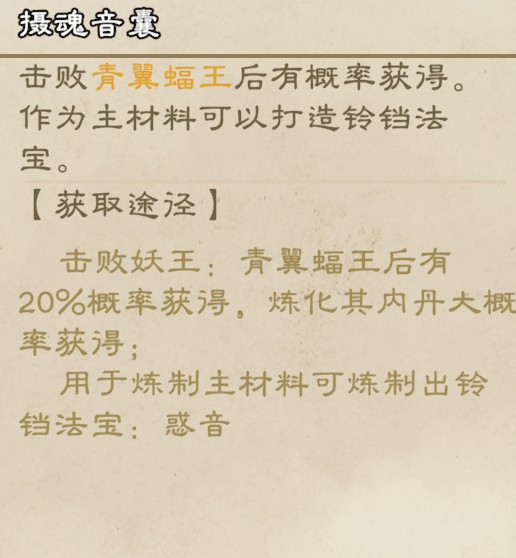 摄魂音囊
击败青翼蝠王后有概率获得。
作为主材料可以打造铃铛法
宝。
【获取途径】
击败妖王：青翼蝠王后有
20%概率获得，炼化其内丹大概
率获得；
用于炼制主材料可炼制出铃
铛法宝：惑音